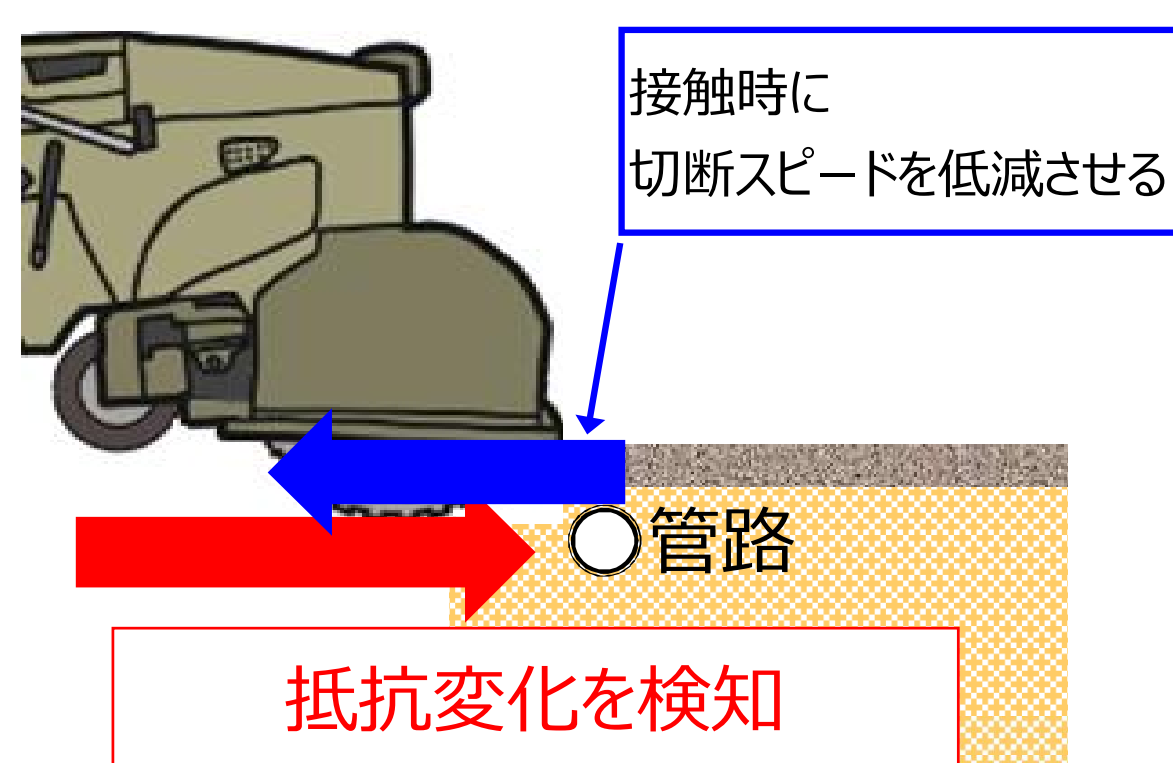 接触時に
切断スピードを低減させる
管路
抵抗変化を検知